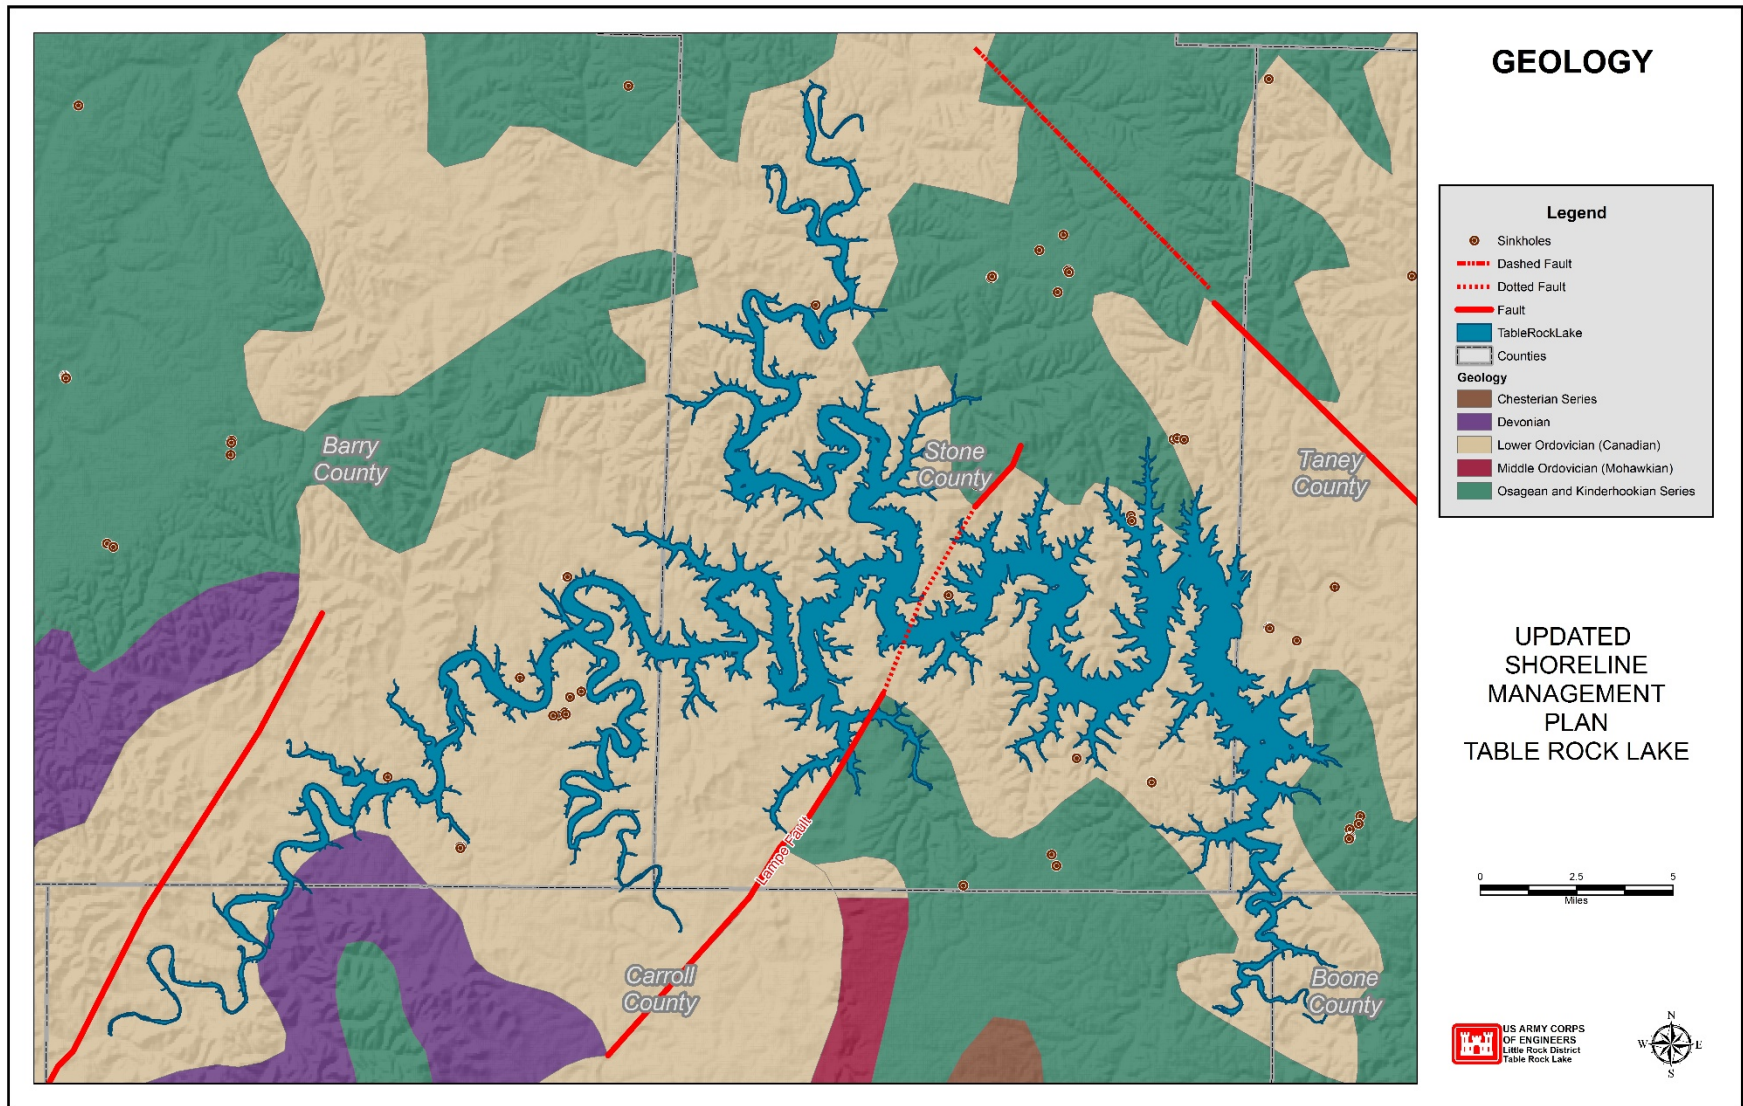 GEOLOGY
Legend
Sinkholes
Dashed Fault
Dotted Fault
Fault
TableRockLake
Counties
Geology
Chesterian Series
Devonian
Lower Ordovician (Canadian)
Middle Ordovician (Mohawkian)
Osagean and Kinderhookian Series
Barry
County
Stone
County
Taney
County
Lampe Fault
Carroll
County
Boone
County
UPDATED
SHORELINE
MANAGEMENT
PLAN
TABLE ROCK LAKE
0 2.5 5
Miles
US ARMY CORPS
OF ENGINEERS
Little Rock District
Table Rock Lake
N
W E
S